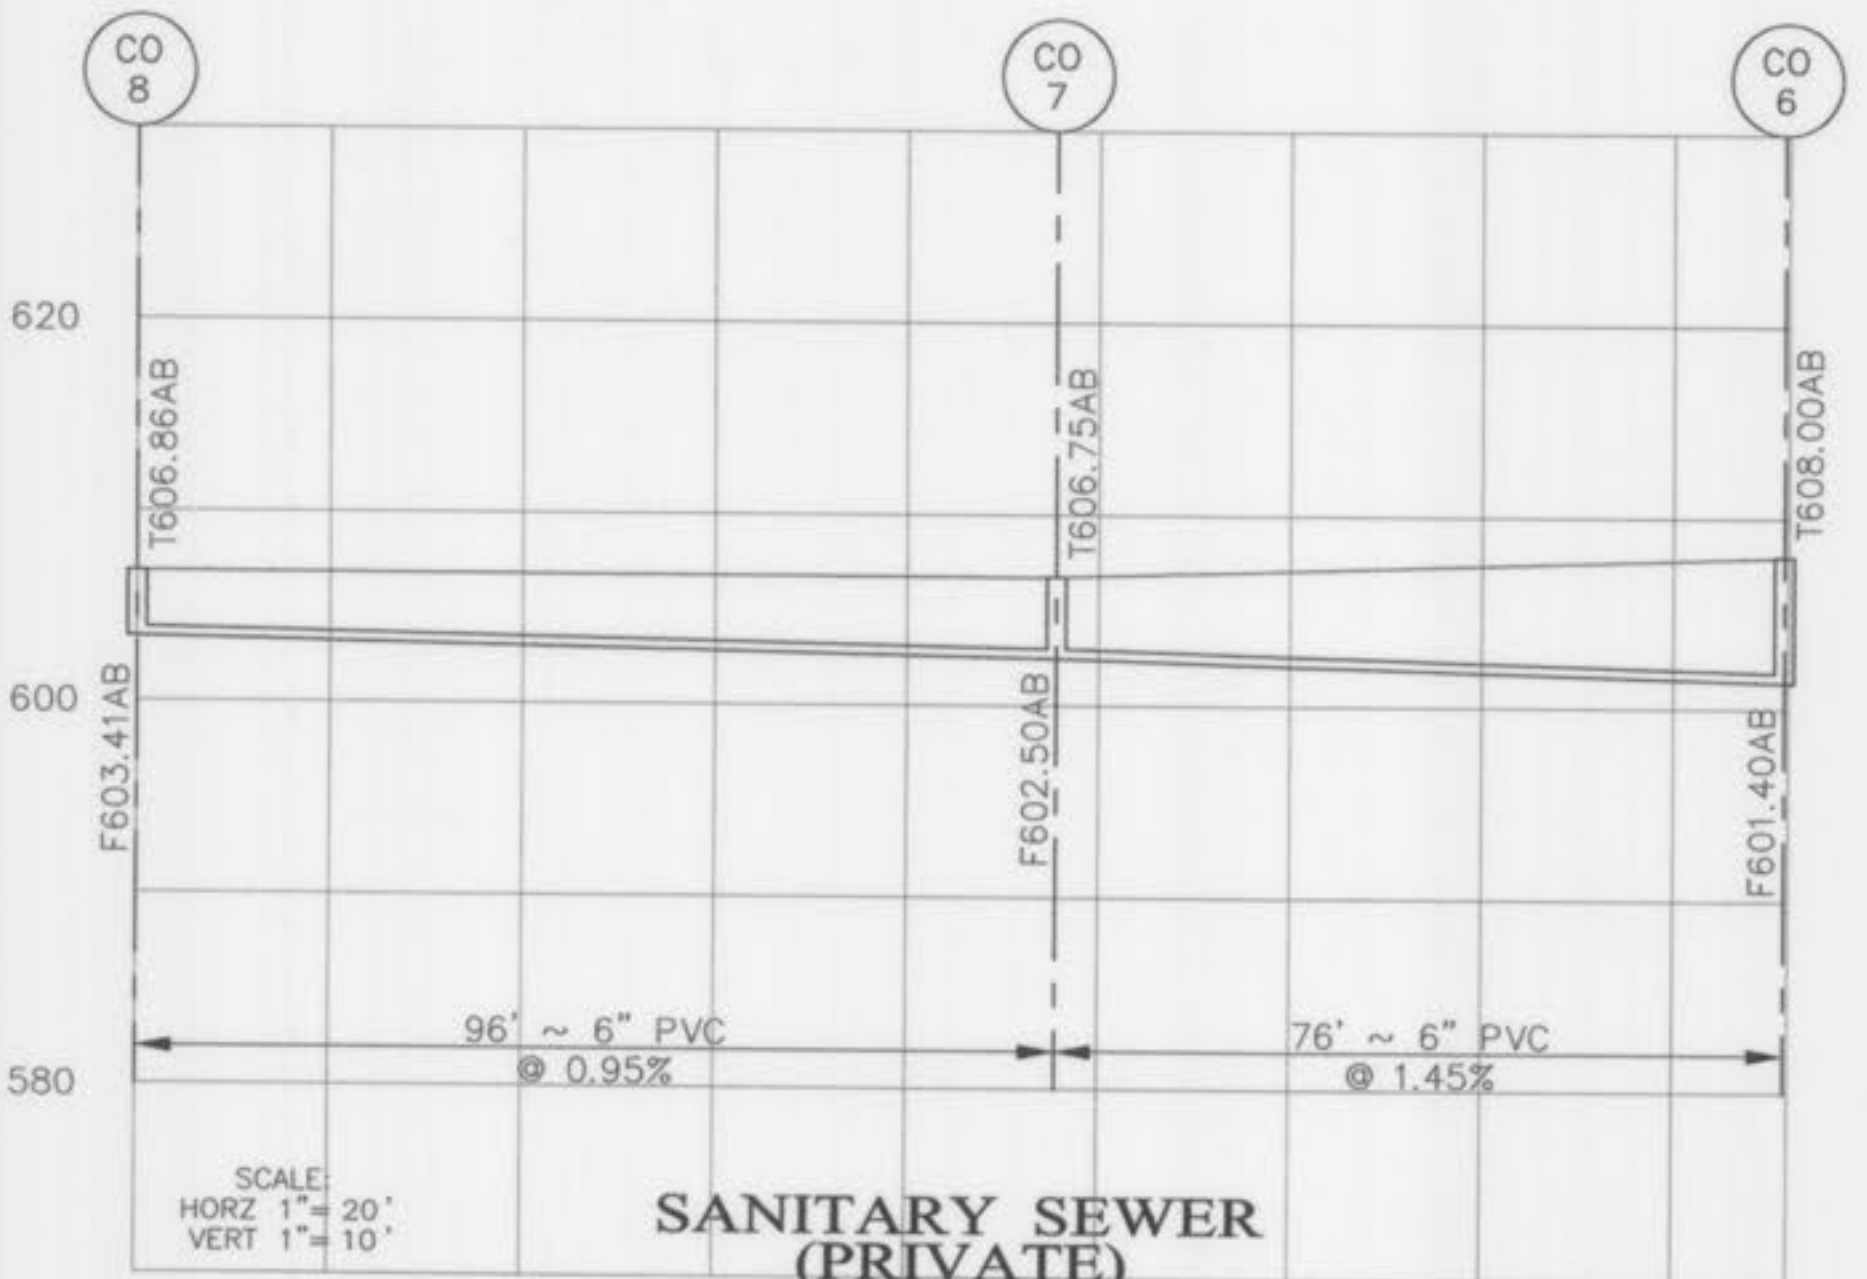 CO
8
CO
7
CO
6
620
T606.86AB
T606.75AB
T608.00AB
600
F603.41AB
F602.50AB
F601.40AB
96' ~ 6" PVC
@ 0.95%
76' ~ 6" PVC
@ 1.45%
580
SCALE:
HORZ 1"= 20'
VERT 1"= 10'
SANITARY SEWER
(PRIVATE)